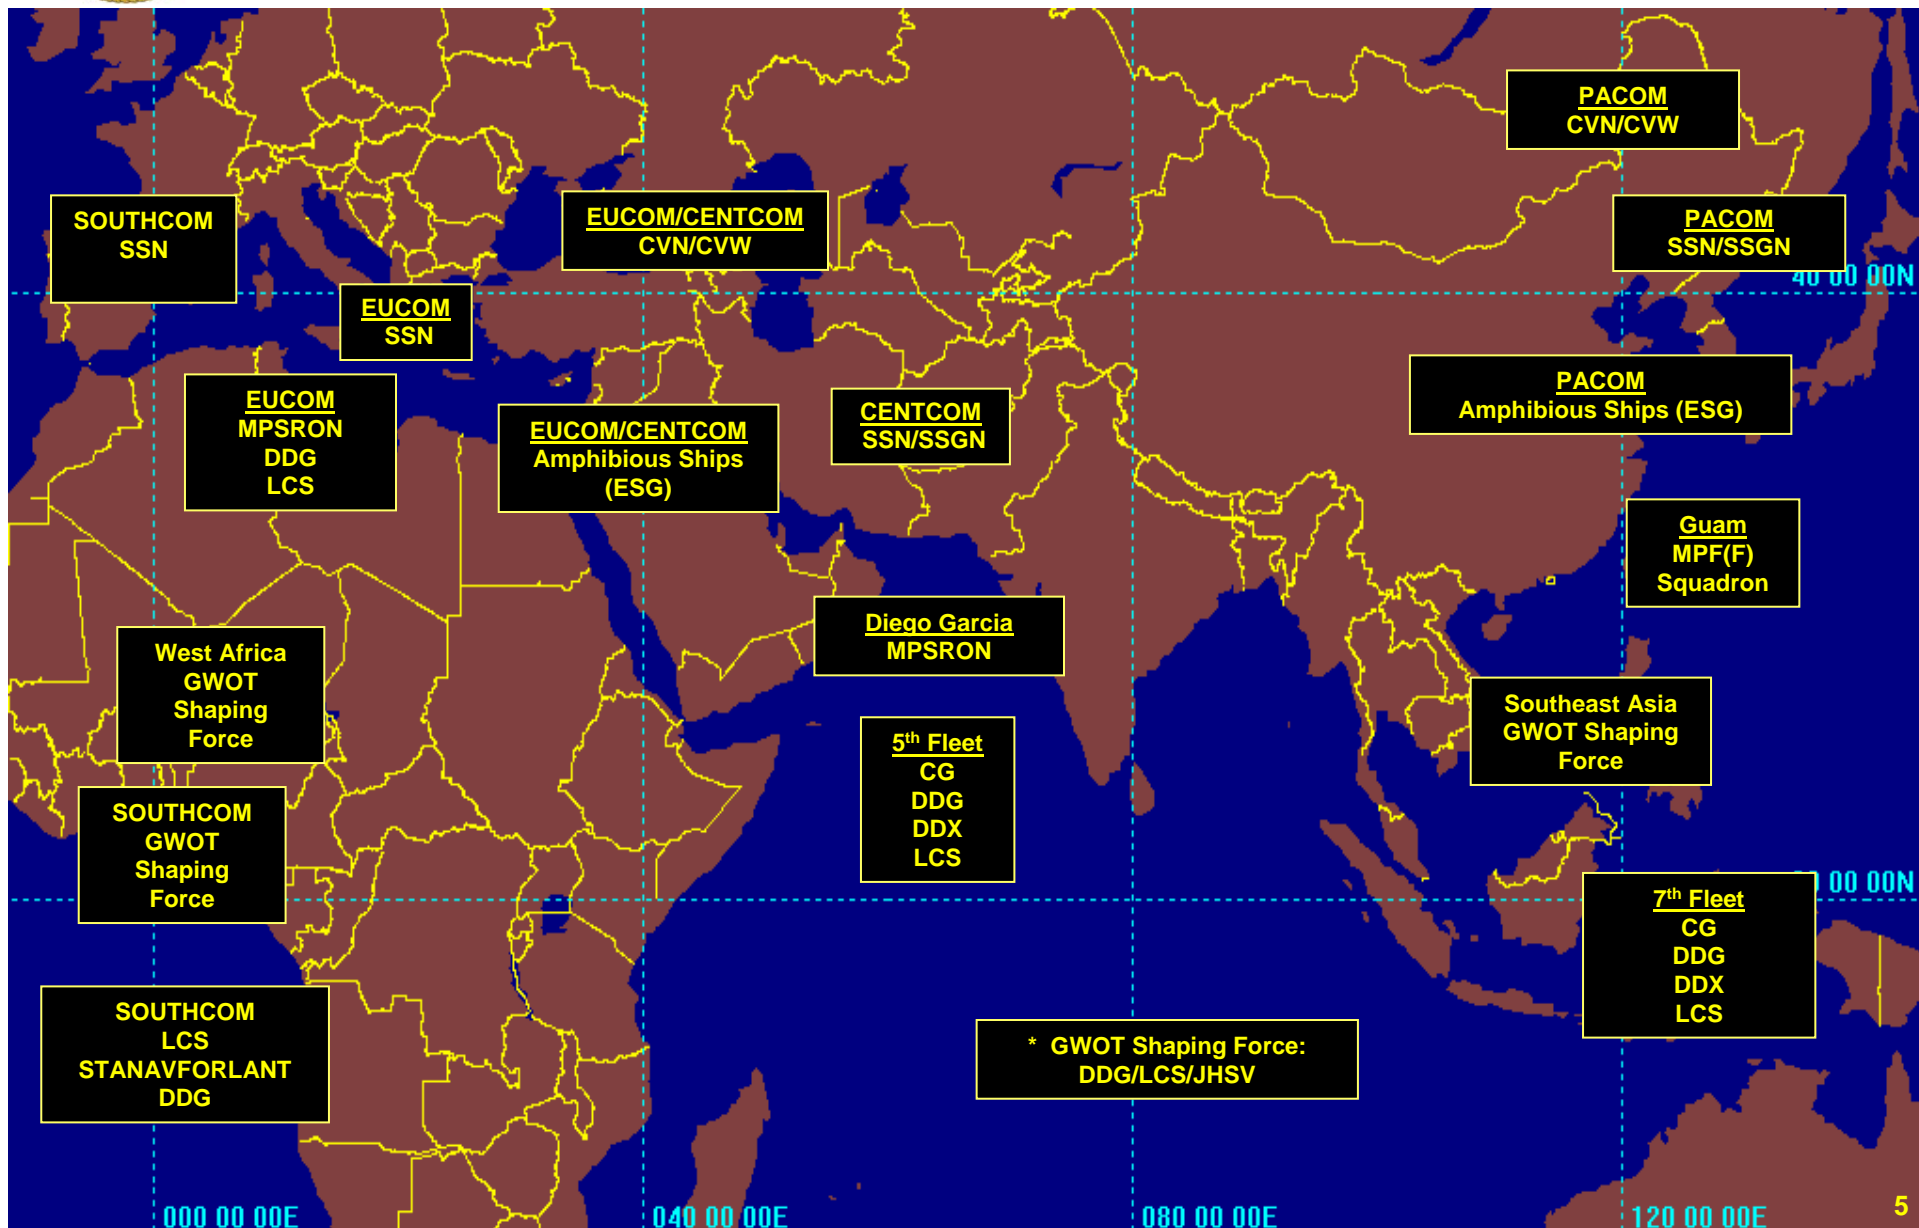 PACOM
CVN/CVW
SOUTHCOM
SSN
EUCOM/CENTCOM
CVN/CVW
PACOM
SSN/SSGN
40 00 00N
EUCOM
SSN
EUCOM
MPSRON
DDG
LCS
EUCOM/CENTCOM
Amphibious Ships
(ESG)
CENTCOM
SSN/SSGN
PACOM
Amphibious Ships (ESG)
Guam
MPF(F)
Squadron
Diego Garcia
MPSRON
West Africa
GWOT
Shaping
Force
5th Fleet
CG
DDG
DDX
LCS
Southeast Asia
GWOT Shaping
Force
SOUTHCOM
GWOT
Shaping
Force
00 00N
7th Fleet
CG
DDG
DDX
LCS
SOUTHCOM
LCS
STANAVFORLANT
DDG
* GWOT Shaping Force:
DDG/LCS/JHSV
000 00 00E
040 00 00E
080 00 00E
120 00 00E
5